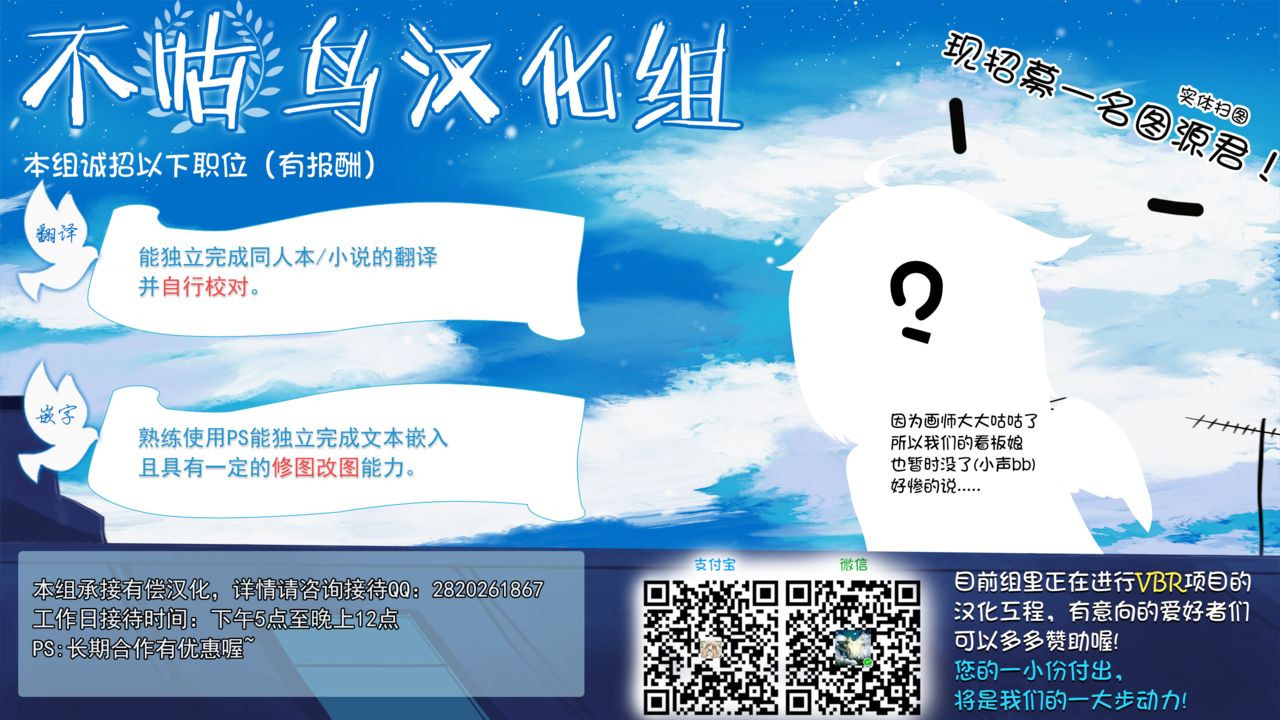 不咕鸟汉化组
本组诚招以下职位（有报酬）
翻译
能独立完成同人本/小说的翻译
并自行校对。
嵌字
熟练使用PS能独立完成文本嵌入
且具有一定的修图改图能力。
现招募一名图源君！
实体扫图
?
因为画师大大咕咕了
所以我们的看板娘
也暂时没了(小声bb)
好惨的说.....
本组承接有偿汉化，详情请咨询接待QQ：2820261867
工作日接待时间：下午5点至晚上12点
PS:长期合作有优惠喔~
支付宝
微信
目前组里正在进行VBR项目的
汉化工程，有意向的爱好者们
可以多多赞助喔!
您的一小份付出，
将是我们的一大步动力!